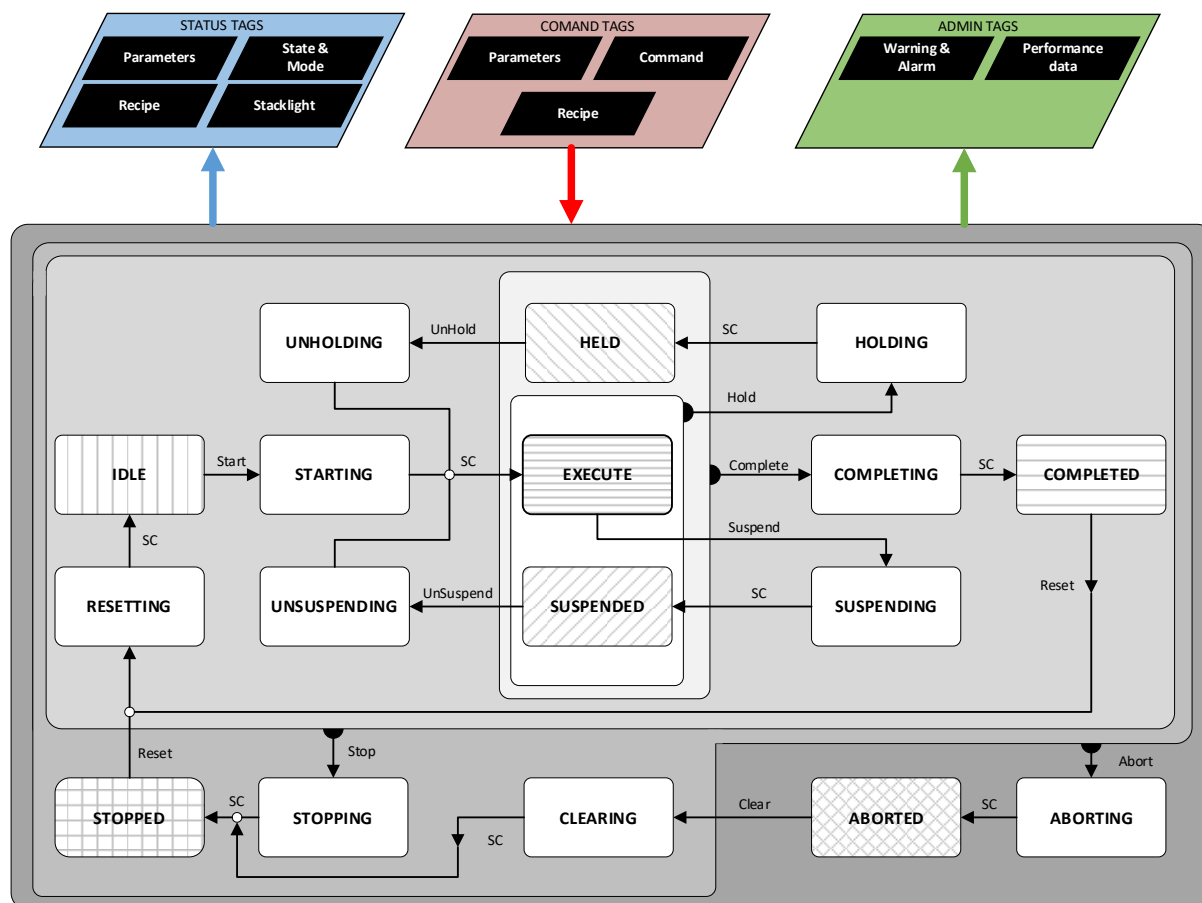 STATUS TAGS
COMAND TAGS
ADMIN TAGS
Parameters
State &
Mode
Parameters
Command
Warning &
Alarm
Performance
data
Recipe
Stacklight
Recipe
UNHOLDING
UnHold
HELD
SC
HOLDING
Hold
IDLE
Start
STARTING
SC
EXECUTE
Complete
COMPLETING
SC
COMPLETED
SC
Suspend
RESETTING
UNSUSPENDING
UnSuspend
SUSPENDED
SC
SUSPENDING
Reset
Reset
Stop
Abort
STOPPED
SC
STOPPING
SC
CLEARING
Clear
ABORTED
SC
ABORTING